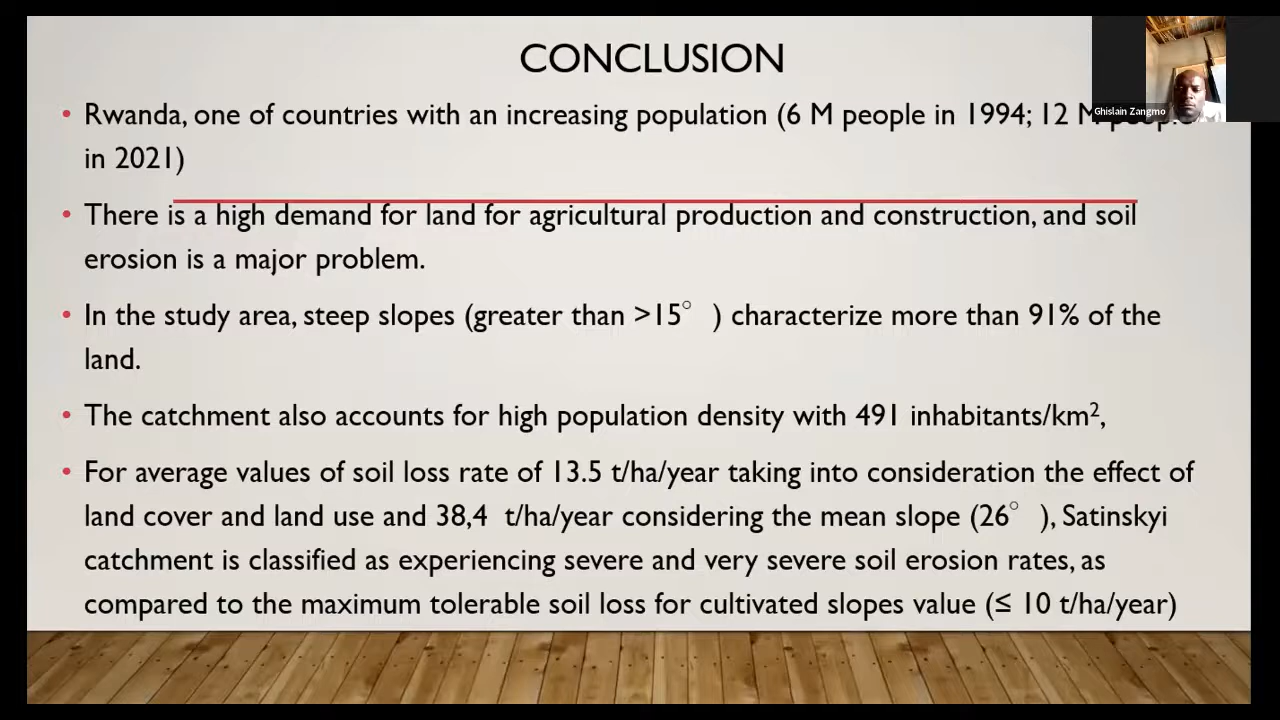 CONCLUSION
Ghislain Zangmo
• Rwanda, one of countries with an increasing population (6 M people in 1994; 12 M people
in 2021)
• There is a high demand for land for agricultural production and construction, and soil
erosion is a major problem.
• In the study area, steep slopes (greater than >15° ) characterize more than 91% of the
land.
• The catchment also accounts for high population density with 491 inhabitants/km²,
• For average values of soil loss rate of 13.5 t/ha/year taking into consideration the effect of
land cover and land use and 38,4 t/ha/year considering the mean slope (26° ), Satinskyi
catchment is classified as experiencing severe and very severe soil erosion rates, as
compared to the maximum tolerable soil loss for cultivated slopes value (≤ 10 t/ha/year)